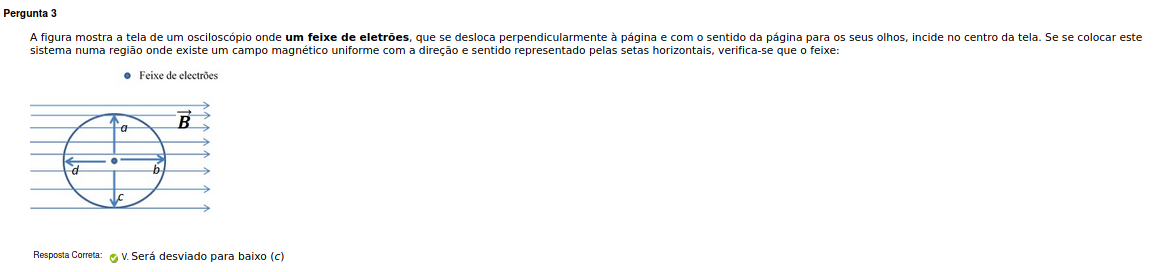 Pergunta 3
A figura mostra a tela de um osciloscópio onde um feixe de eletrões, que se desloca perpendicularmente à página e com o sentido da página para os seus olhos, incide no centro da tela. Se se colocar este
sistema numa região onde existe um campo magnético uniforme com a direção e sentido representado pelas setas horizontais, verifica-se que o feixe:
Feixe de electrões
B
a
d
b
c
Resposta Correta: V. Será desviado para baixo (c)